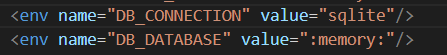 <env name="DB_CONNECTION" value="sqlite"/>
<env name="DB_DATABASE" value=":memory:"/>